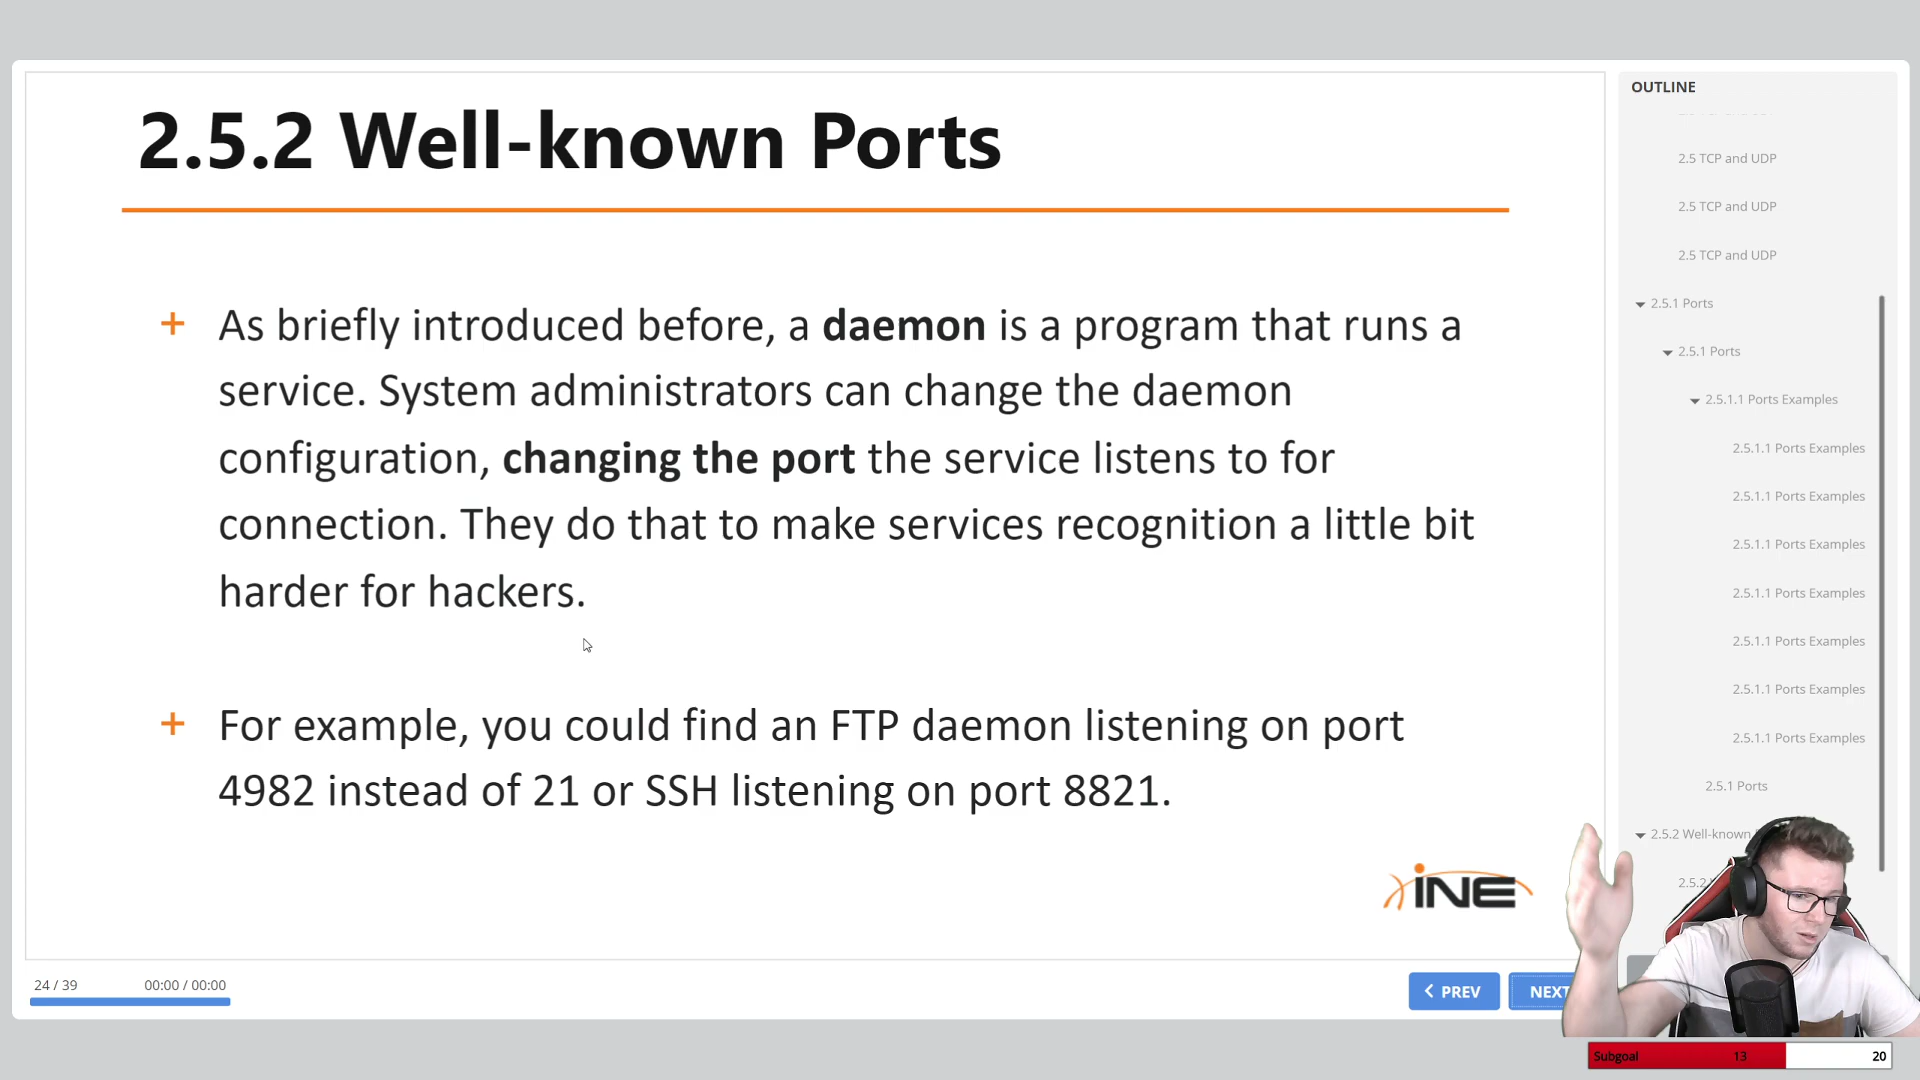 2.5.2 Well-known Ports
+ As briefly introduced before, a daemon is a program that runs a
service. System administrators can change the daemon
configuration, changing the port the service listens to for
connection. They do that to make services recognition a little bit
harder for hackers.
+ For example, you could find an FTP daemon listening on port
4982 instead of 21 or SSH listening on port 8821.
iNE
24 / 39
00:00 / 00:00
PREV
NEXT
OUTLINE
2.5 TCP and UDP
2.5 TCP and UDP
2.5 TCP and UDP
2.5.1 Ports
2.5.1 Ports
2.5.1.1 Ports Examples
2.5.1.1 Ports Examples
2.5.1.1 Ports Examples
2.5.1.1 Ports Examples
2.5.1.1 Ports Examples
2.5.1.1 Ports Examples
2.5.1.1 Ports Examples
2.5.1.1 Ports Examples
2.5.1 Ports
2.5.2 Well-known
2.5.2
Subgoal 13 20